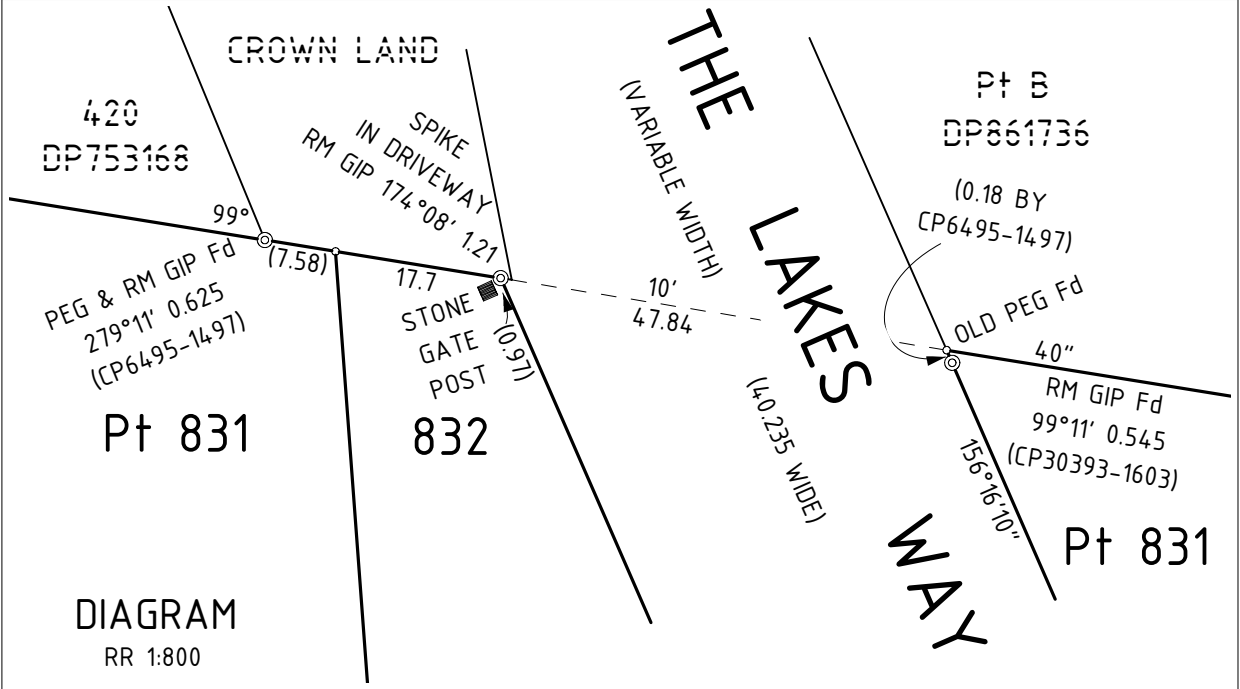 CROWN LAND
420
DP753168
SPIKE
IN DRIVEWAY
RM GIP 174°08' 1.21
THE
LAKES
WAY
(VARIABLE WIDTH)
(40.235 WIDE)
Pt B
DP861736
(0.18 BY
CP6495-1497)
99°
(7.58)
17.7
10'
47.84
OLD PEG Fd
40"
PEG & RM GIP Fd
279°11' 0.625
(CP6495-1497)
STONE
GATE
POST
(0.97)
RM GIP Fd
99°11' 0.545
(CP30393-1603)
156°16'10"
Pt 831
832
Pt 831
DIAGRAM
RR 1:800